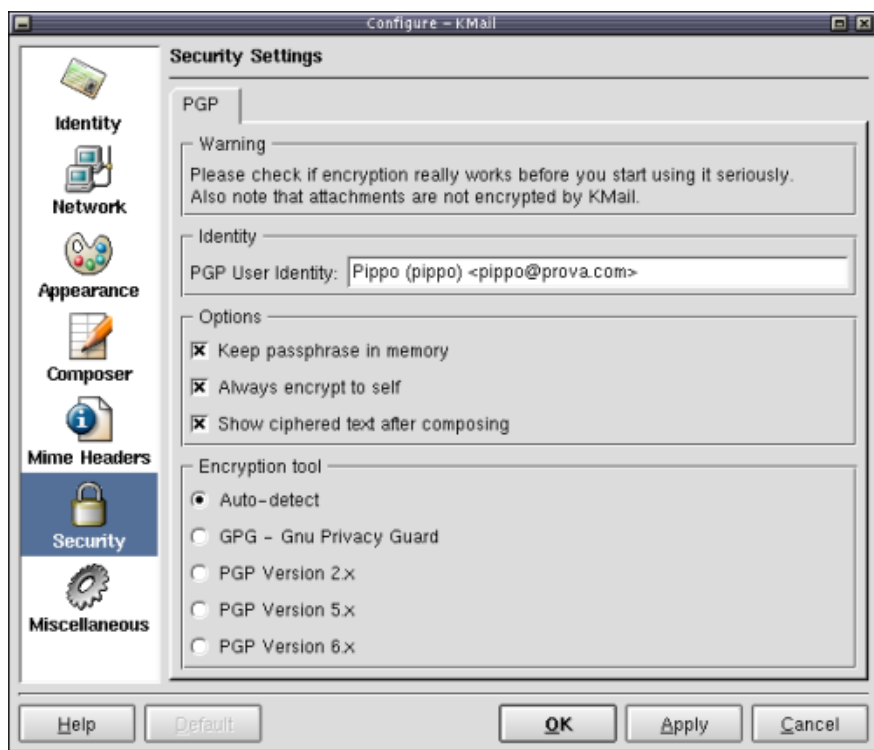 Configure – KMail
Identity
Network
Appearance
Composer
Mime Headers
Security
Miscellaneous
Security Settings
PGP
Warning
Please check if encryption really works before you start using it seriously.
Also note that attachments are not encrypted by KMail.
Identity
PGP User Identity: Pippo (pippo) <pippo@prova.com>
Options
Keep passphrase in memory
Always encrypt to self
Show ciphered text after composing
Encryption tool
Auto-detect
GPG - Gnu Privacy Guard
PGP Version 2.x
PGP Version 5.x
PGP Version 6.x
Help
Default
OK
Apply
Cancel